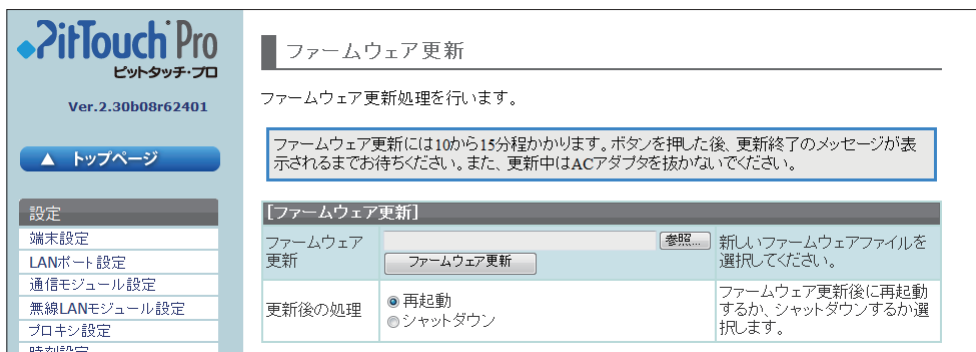 PitTouch Pro
ピットタッチ・プロ
Ver.2.30b08r62401
▲ トップページ
設定
端末設定
LANポート設定
通信モジュール設定
無線LANモジュール設定
プロキシ設定
時刻設定
ファームウェア更新
ファームウェア更新処理を行います。
ファームウェア更新には10から15分程かかります。ボタンを押した後、更新終了のメッセージが表
示されるまでお待ちください。また、更新中はACアダプタを抜かないでください。
[ファームウェア更新]
ファームウェア
更新
参照...
ファームウェア更新
新しいファームウェアファイルを
選択してください。
更新後の処理
再起動
シャットダウン
ファームウェア更新後に再起動
するか、シャットダウンするか選
択します。